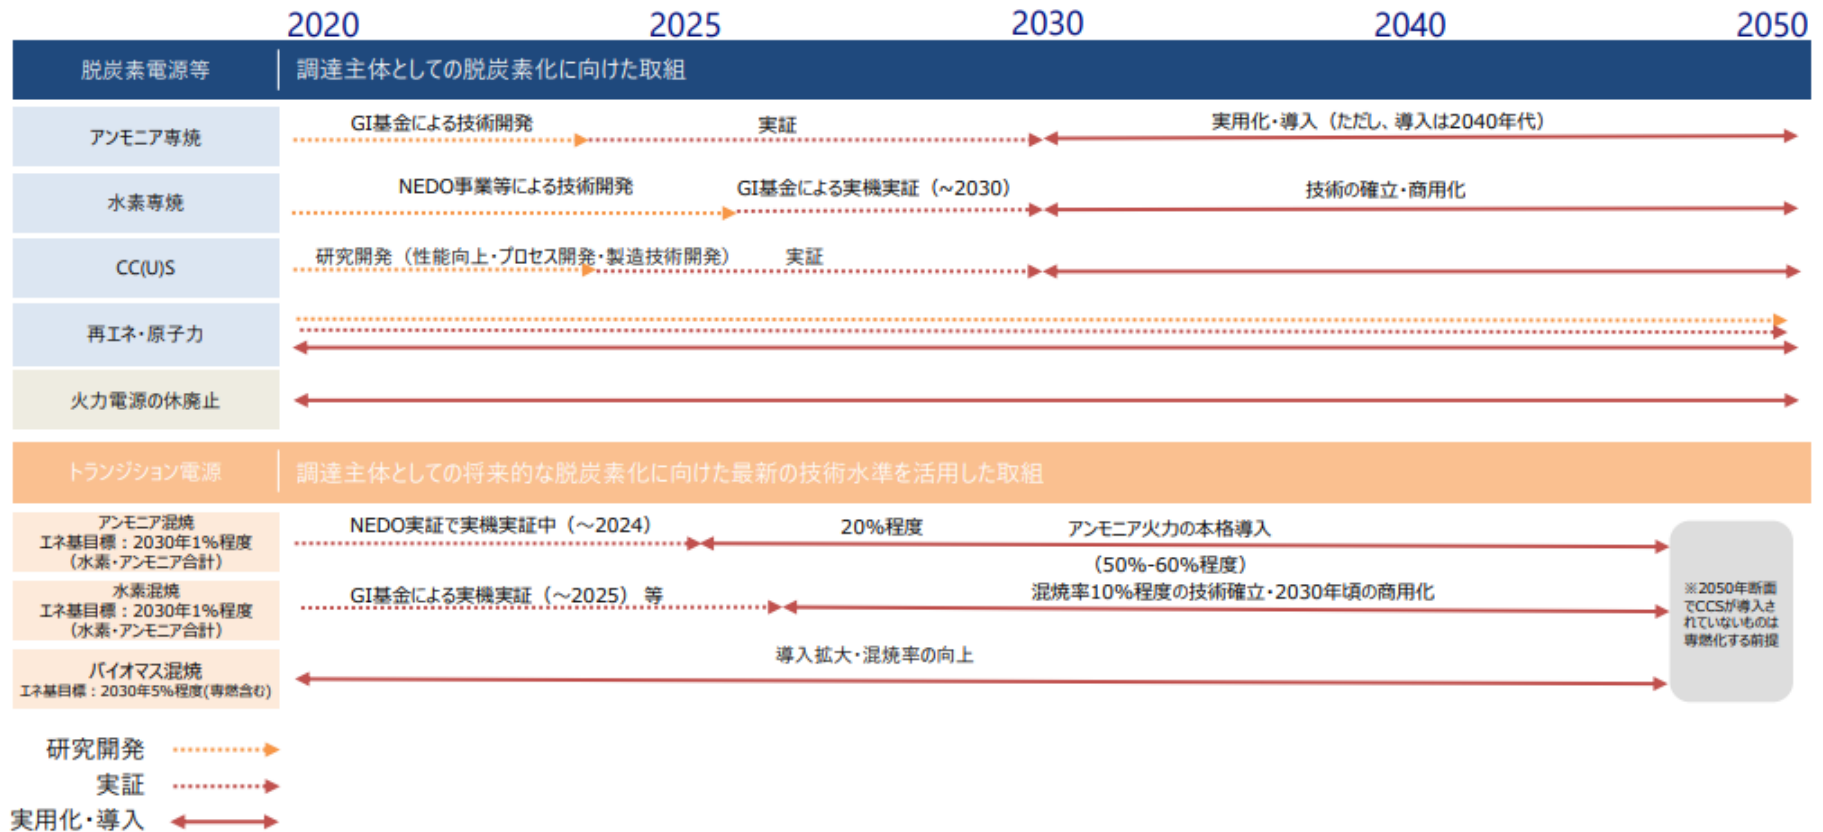 2020 2025 2030 2040 2050
脱炭素電源等 調達主体としての脱炭素化に向けた取組
アンモニア専焼
GI基金による技術開発
実証
実用化・導入（ただし、導入は2040年代）
水素専焼
NEDO事業等による技術開発
GI基金による実機実証（~2030）
技術の確立・商用化
CC(U)S
研究開発（性能向上・プロセス開発・製造技術開発）
実証
再エネ・原子力
火力電源の休廃止
トランジション電源 調達主体としての将来的な脱炭素化に向けた最新の技術水準を活用した取組
アンモニア混焼
エネ基目標：2030年1%程度
（水素・アンモニア合計）
NEDO実証で実機実証中（～2024）
20%程度
アンモニア火力の本格導入
（50%-60%程度）
水素混焼
エネ基目標：2030年1%程度
（水素・アンモニア合計）
GI基金による実機実証（～2025） 等
混焼率10%程度の技術確立・2030年頃の商用化
バイオマス混焼
エネ基目標：2030年5%程度(専燃含む)
導入拡大・混焼率の向上
※2050年断面
でCCSが導入さ
れていないものは
専燃化する前提
研究開発
実証
実用化・導入